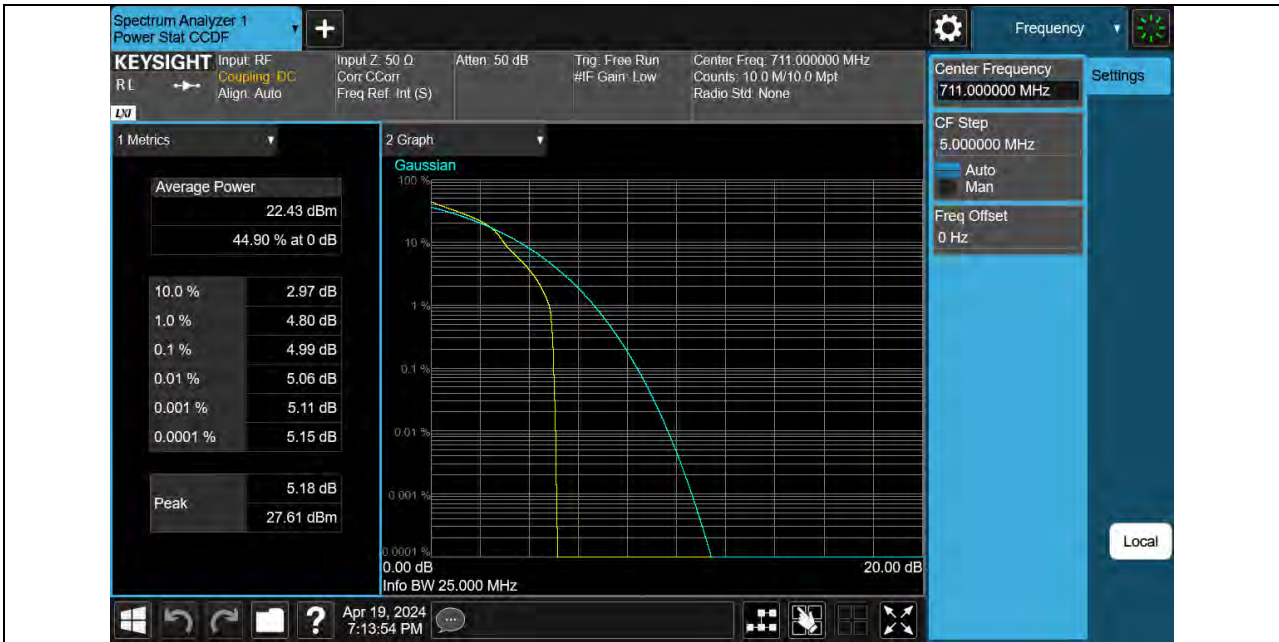 Spectrum Analyzer 1
Power Stat CCDF
Frequency
KEYSIGHT
RL
LXI
Input: RF
Coupling: DC
Align: Auto
Input Z: 50 Ω
Corr CCorr
Freq Ref: Int (S)
Atten: 50 dB
Trig: Free Run
#IF Gain: Low
Center Freq: 711.000000 MHz
Counts: 10.0 M/10.0 Mpt
Radio Std: None
Center Frequency
711.000000 MHz
Settings
CF Step
5.000000 MHz
Auto
Man
Freq Offset
0 Hz
1 Metrics
Average Power
22.43 dBm
44.90 % at 0 dB
10.0 % 2.97 dB
1.0 % 4.80 dB
0.1 % 4.99 dB
0.01 % 5.06 dB
0.001 % 5.11 dB
0.0001 % 5.15 dB
Peak
5.18 dB
27.61 dBm
2 Graph
Gaussian
100 %
10 %
1 %
0.1 %
0.01 %
0.001 %
0.0001 %
0.00 dB 20.00 dB
Info BW 25.000 MHz
Local
?
Apr 19, 2024
7:13:54 PM